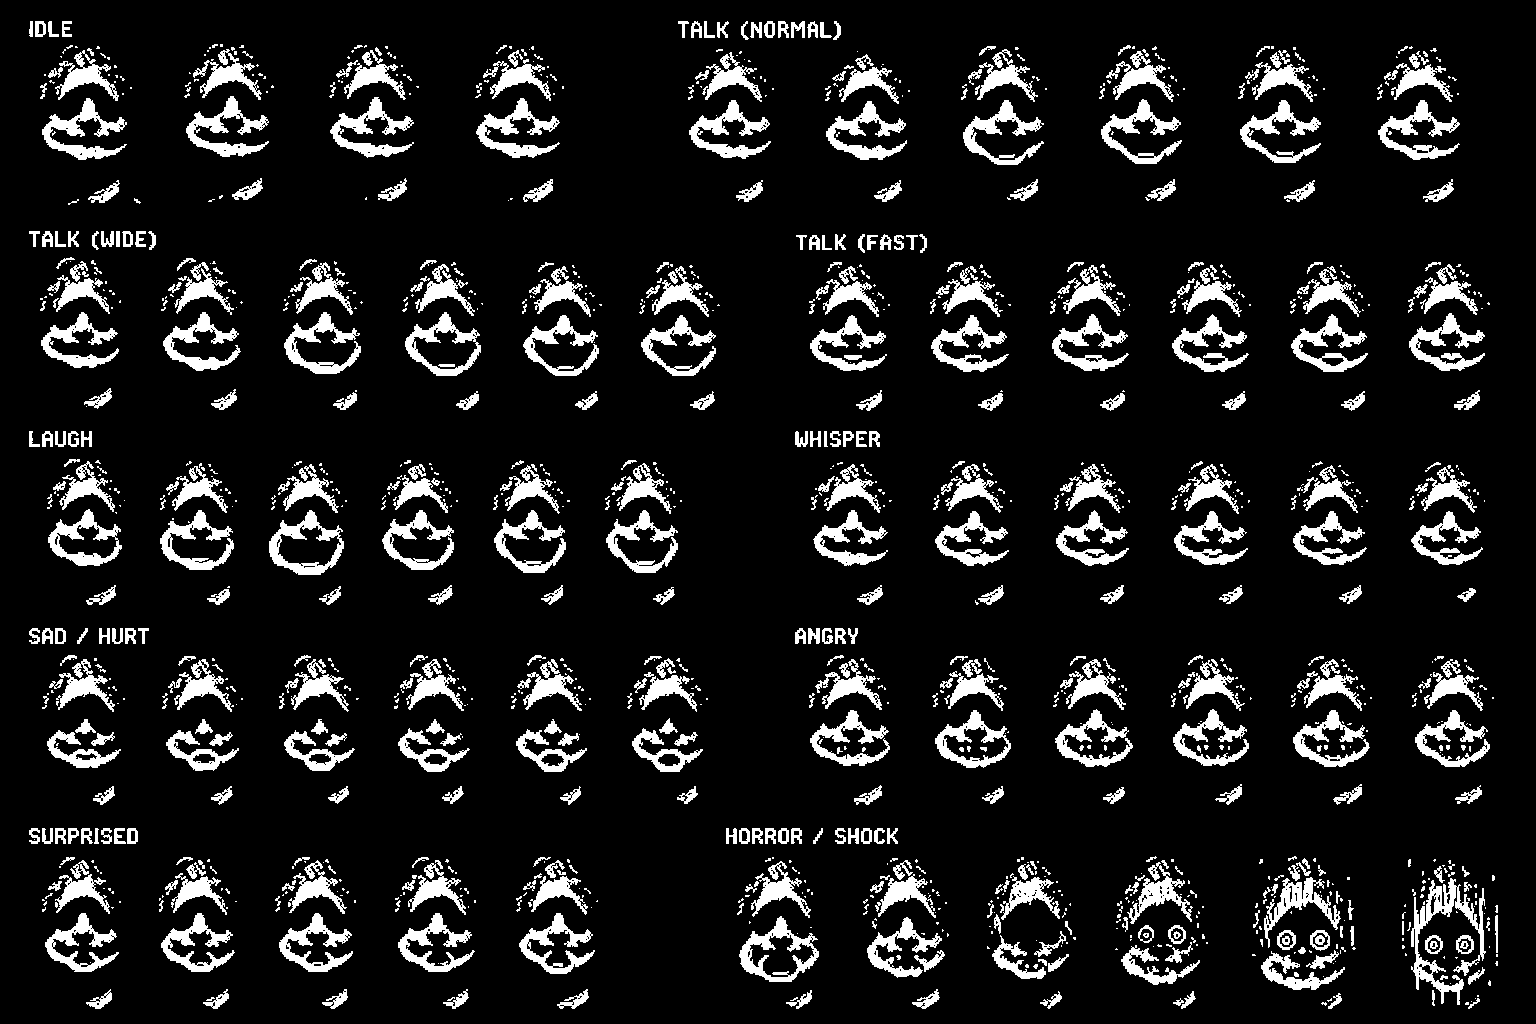 IDLE
TALK (NORMAL)
TALK (WIDE)
TALK (FAST)
LAUGH
WHISPER
SAD / HURT
ANGRY
SURPRISED
HORROR / SHOCK